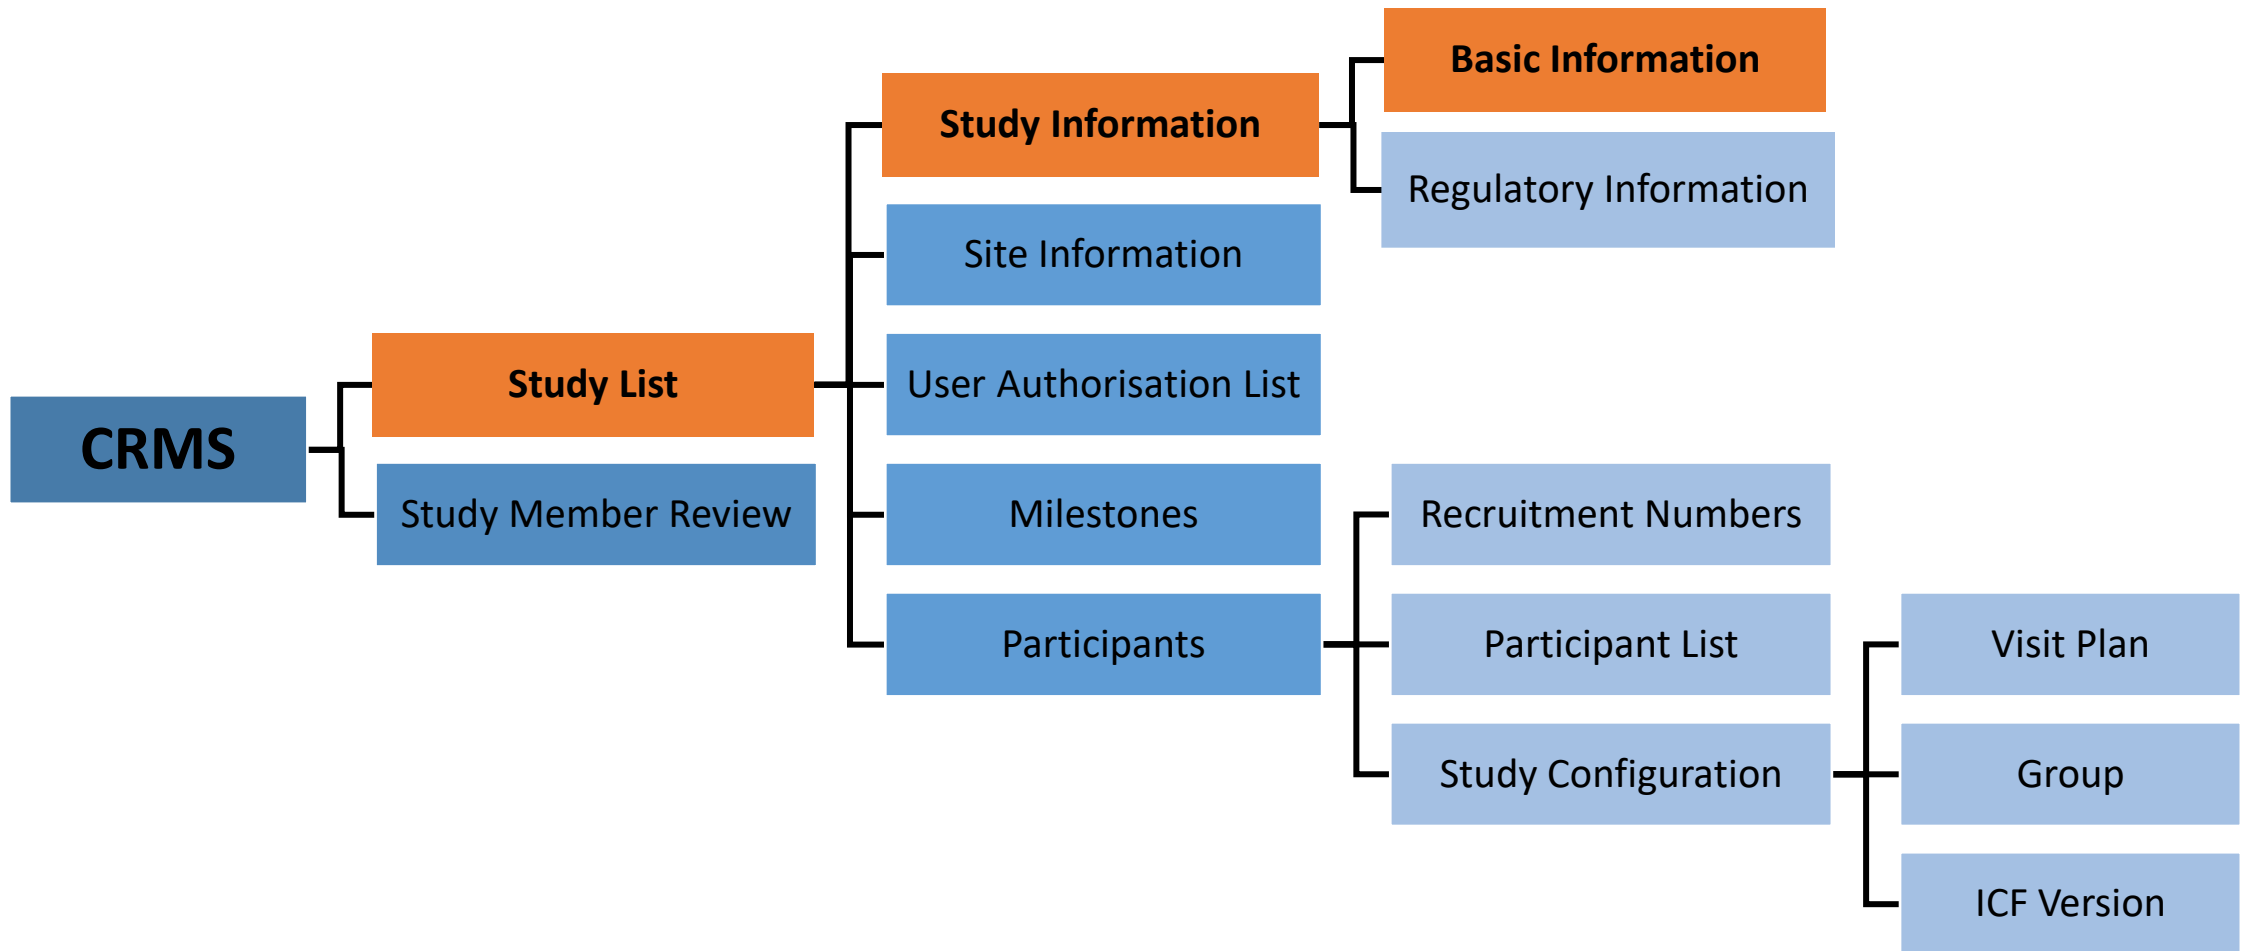 CRMS
Study List
Study Member Review
Study Information
Site Information
User Authorisation List
Milestones
Participants
Basic Information
Regulatory Information
Recruitment Numbers
Participant List
Study Configuration
Visit Plan
Group
ICF Version